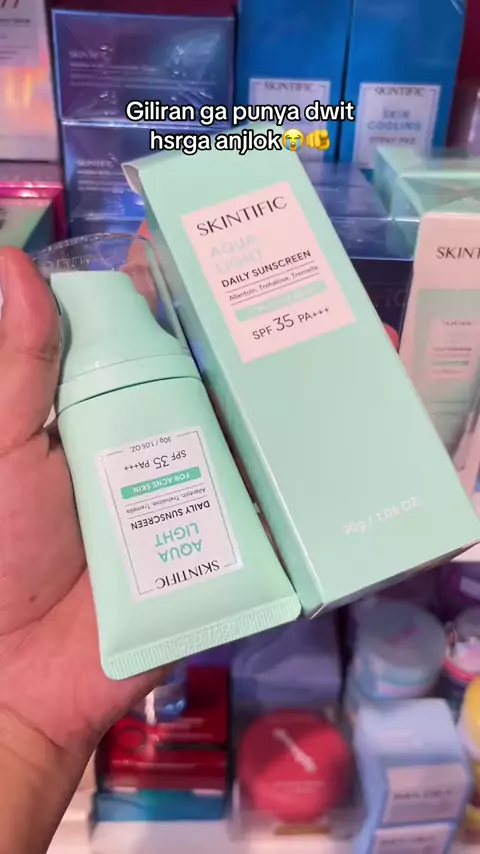 Giliran ga punya dwit
hsrga anjlok😭🫵
SKINTIFIC
SKIN
COOLING
SKINTIFIC
AQUA
LIGHT
DAILY SUNSCREEN
Allantoin, Trehalose, Tremella
SPF 35 PA+++
30g / 1.05 OZ
SKINTIFIC
AQUA
LIGHT
DAILY SUNSCREEN
Allantoin, Trehalose, Tremella
FOR ACNE SKIN
SPF 35 PA+++
30g / 1.05 OZ